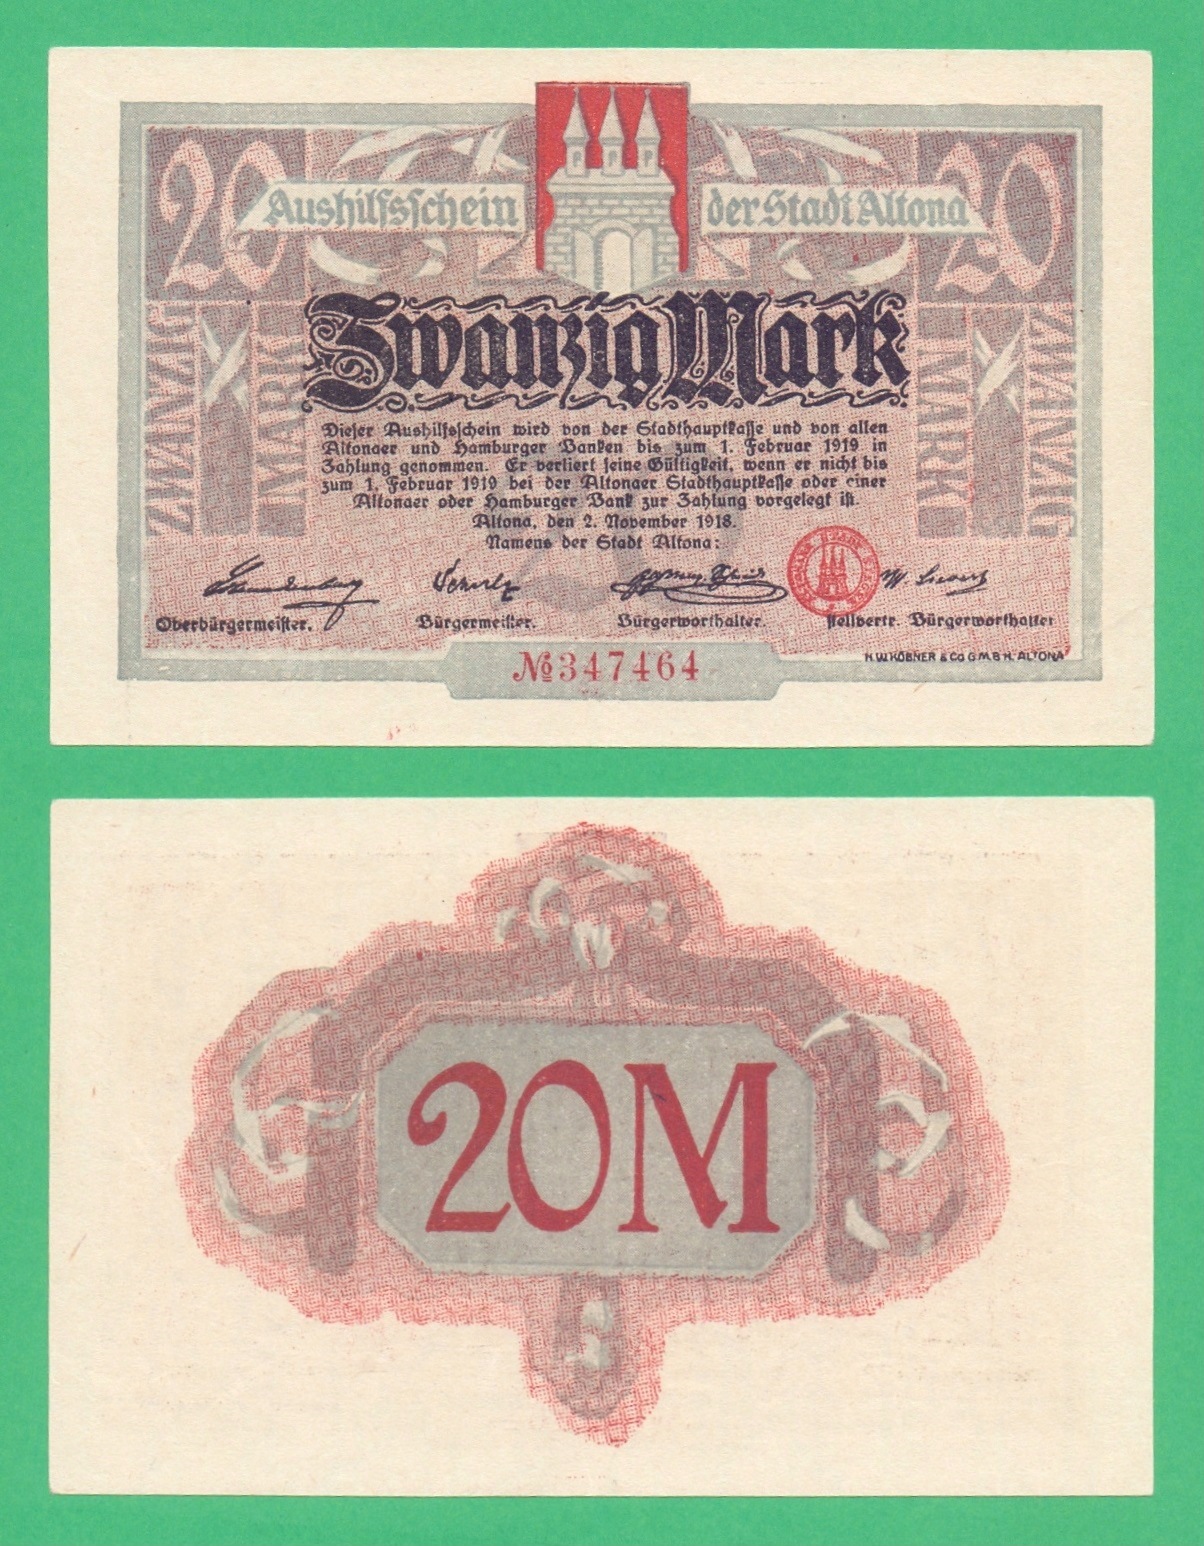 20 20
Aushilfsschein der Stadt Altona
Zwanzig Mark
ZWANZIG
MARK
MARK
ZWANZIG
Dieser Aushilfsschein wird von der Stadthauptkasse und von allen
Altonaer und Hamburger Banken bis zum 1. Februar 1919 in
Zahlung genommen. Er verliert seine Gültigkeit, wenn er nicht bis
zum 1. Februar 1919 bei der Altonaer Stadthauptkasse oder einer
Altonaer oder Hamburger Bank zur Zahlung vorgelegt ist.
Altona, den 2. November 1918.
Namens der Stadt Altona:
Oberbürgermeister. Bürgermeister. Bürgerworthalter. stellvertr. Bürgerworthalter
H.W. KÖBNER & CO G.M.B.H. ALTONA
№ 347464
20M